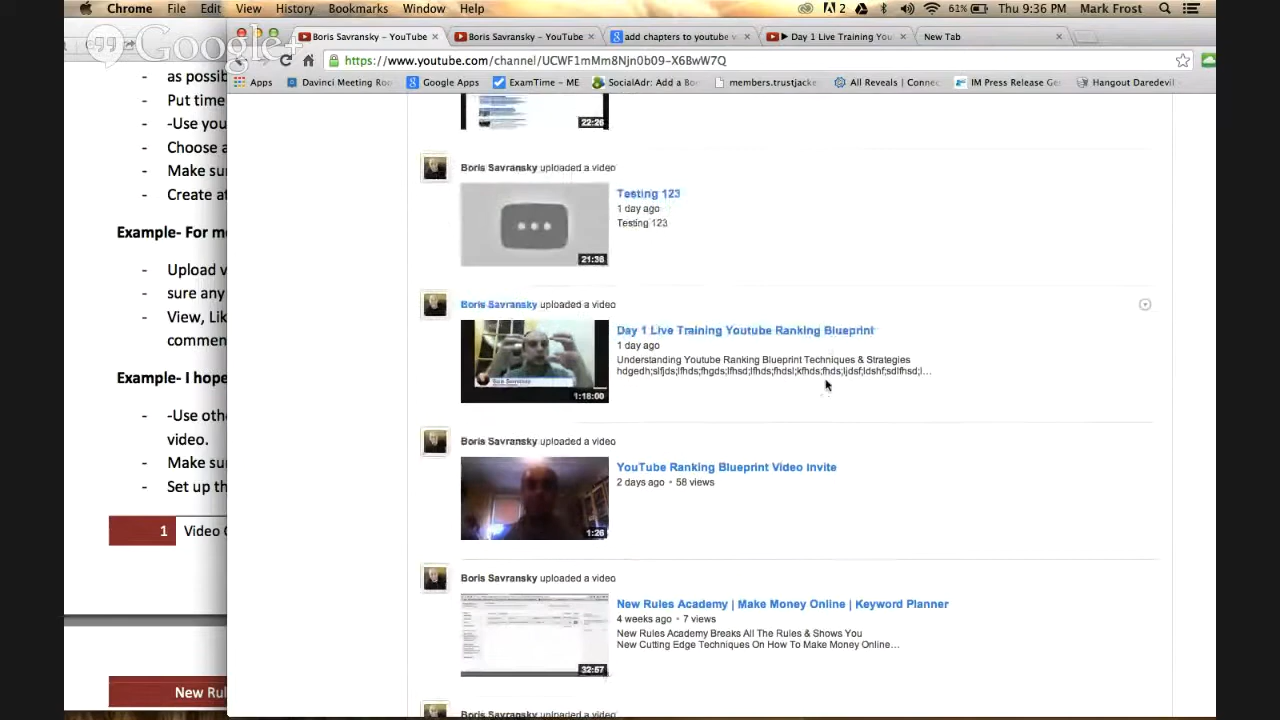 Chrome File Edit View History Bookmarks Window Help
2 61% Thu 9:36 PM Mark Frost
Google+
Boris Savransky – YouTube
Boris Savransky – YouTube
add chapters to youtube v
Day 1 Live Training You
New Tab
https://www.youtube.com/channel/UCWF1mMm8Njn0b09-X6BwW7Q
Apps
Davinci Meeting Roo
Google Apps
ExamTime - ME
SocialAdr: Add a Bo
members.trustjacke
All Reveals | Connec
IM Press Release Ge
Hangout Daredevil
as possib
- Put time
- -Use you
- Choose a
- Make sur
- Create at
Example- For m
- Upload v
- sure any
- View, Lik
commen
Example- I hope
- -Use othe
video.
- Make sur
- Set up th
1 Video
New Rul
22:26
Boris Savransky uploaded a video
Testing 123
1 day ago
Testing 123
21:36
Boris Savransky uploaded a video
Day 1 Live Training Youtube Ranking Blueprint
1 day ago
Understanding Youtube Ranking Blueprint Techniques & Strategies
1:18:00
Boris Savransky uploaded a video
YouTube Ranking Blueprint Video Invite
2 days ago • 58 views
1:26
Boris Savransky uploaded a video
New Rules Academy | Make Money Online | Keyword Planner
4 weeks ago • 7 views
New Rules Academy Breaks All The Rules & Shows You
New Cutting Edge Techniques On How To Make Money Online...
32:57
Boris Savransky uploaded a video